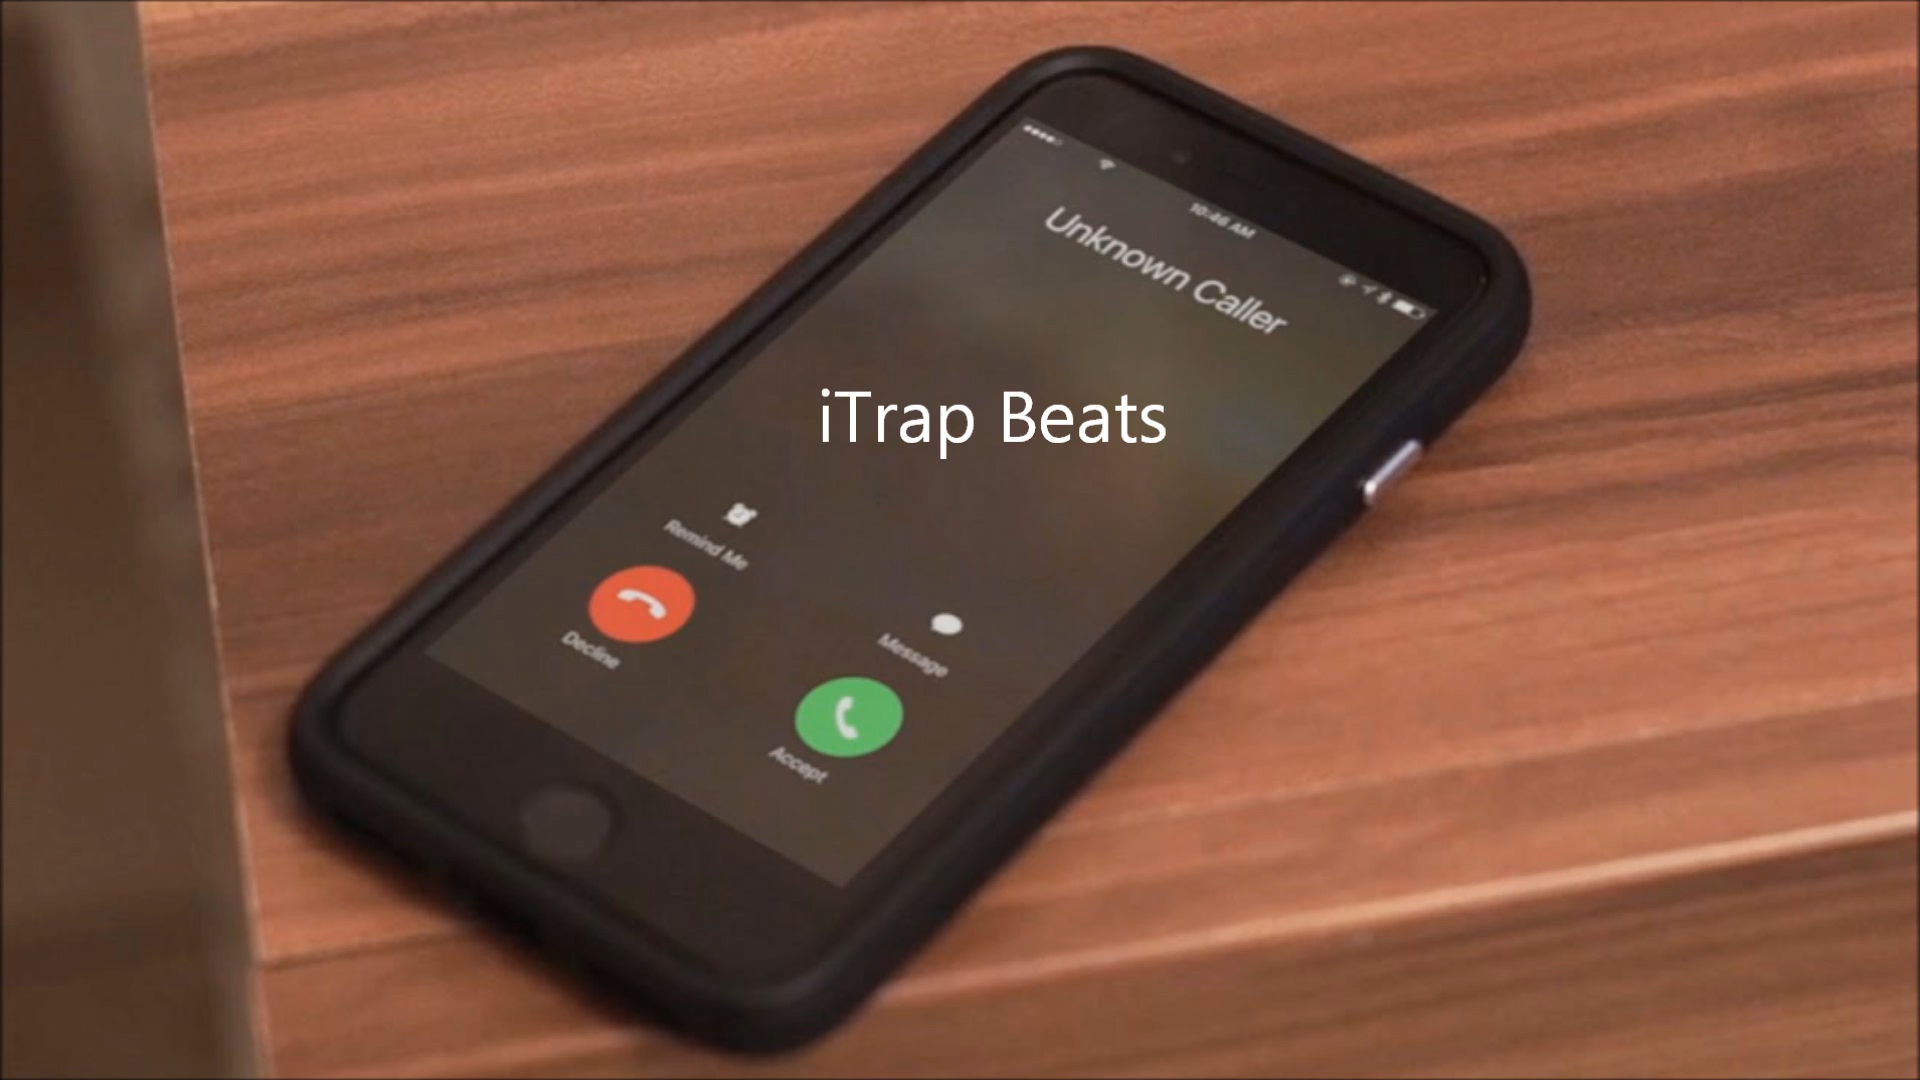 10:46 AM
Unknown Caller
iTrap Beats
Remind Me
Message
Decline
Accept